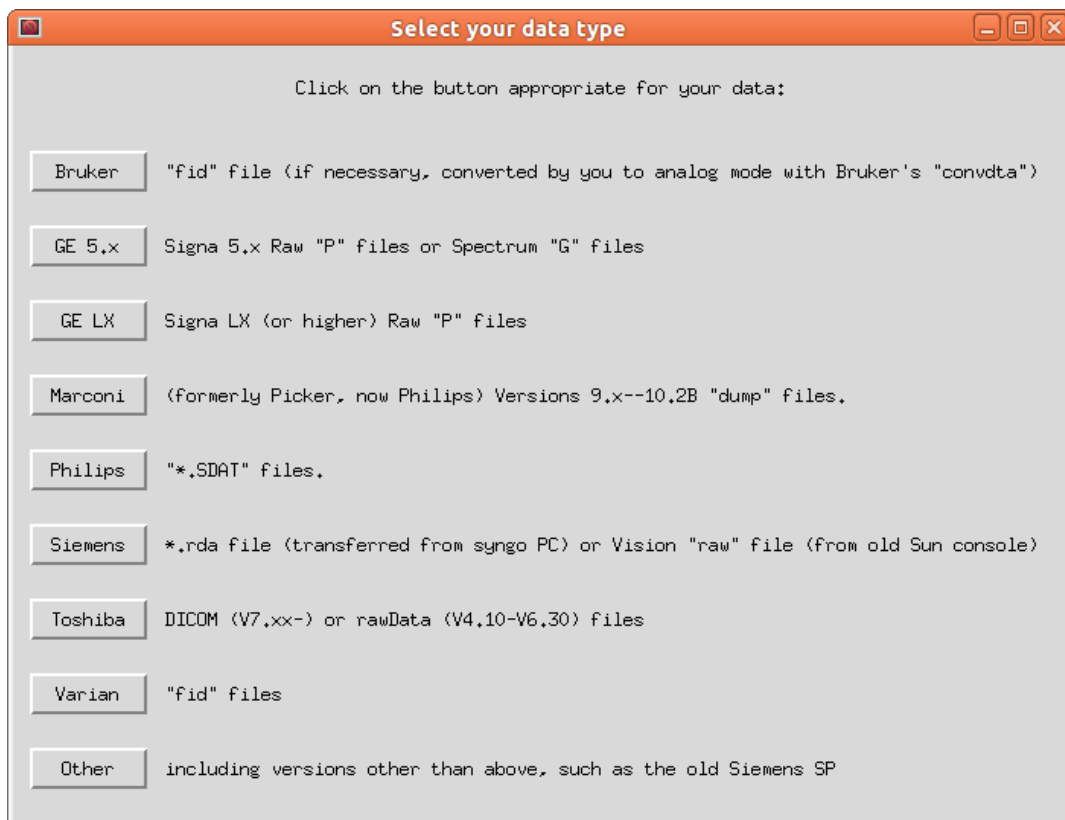 Select your data type
Click on the button appropriate for your data:
Bruker "fid" file (if necessary, converted by you to analog mode with Bruker's "convdta")
GE 5.x Signa 5.x Raw "P" files or Spectrum "G" files
GE LX Signa LX (or higher) Raw "P" files
Marconi (formerly Picker, now Philips) Versions 9.x--10.2B "dump" files.
Philips "*.SDAT" files.
Siemens *.rda file (transferred from syngo PC) or Vision "raw" file (from old Sun console)
Toshiba DICOM (V7.xx-) or rawData (V4.10-V6.30) files
Varian "fid" files
Other including versions other than above, such as the old Siemens SP